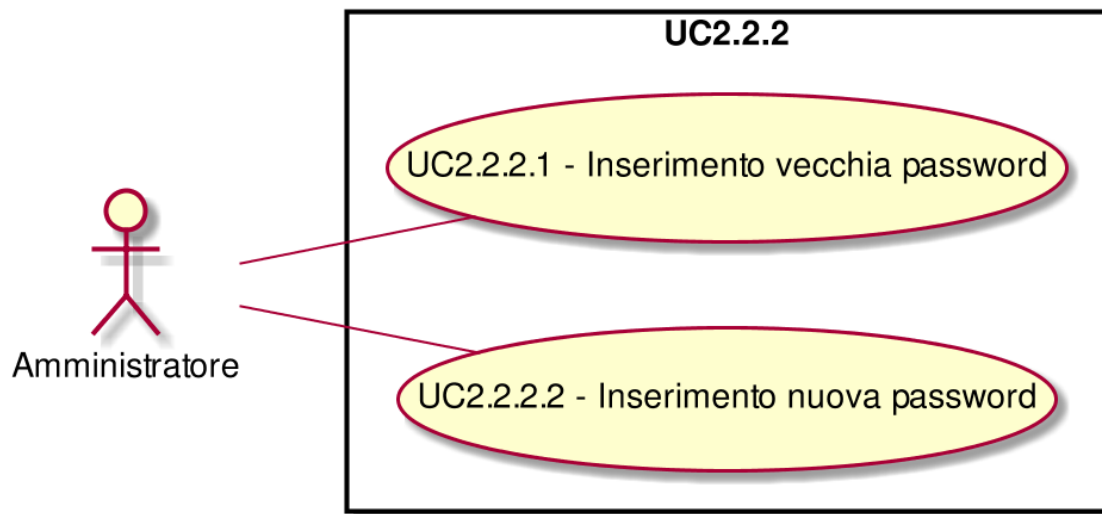 UC2.2.2
UC2.2.2.1 - Inserimento vecchia password
Amministratore
UC2.2.2.2 - Inserimento nuova password